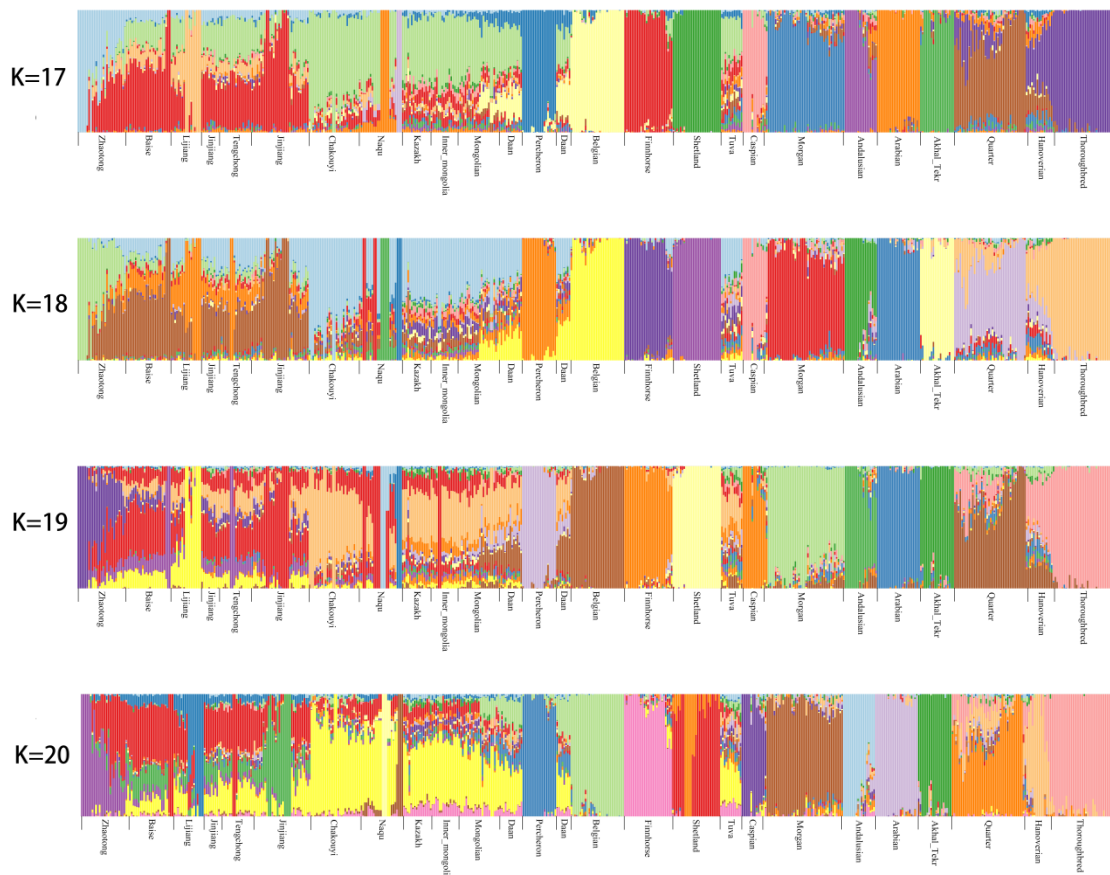 K=17
Zhaotong Baise Lijiang Jinjiang Tengchong Jinjiang Chakouyi Naqu Kazakh Inner_mongolia Mongolian Daan Percheron Daan Belgian Finnhorse Shetland Tuva Caspian Morgan Andalusian Arabian Akhal_Tekr Quarter Hanoverian Thoroughbred
K=18
Zhaotong Baise Lijiang Jinjiang Tengchong Jinjiang Chakouyi Naqu Kazakh Inner_mongolia Mongolian Daan Percheron Daan Belgian Finnhorse Shetland Tuva Caspian Morgan Andalusian Arabian Akhal_Tekr Quarter Hanoverian Thoroughbred
K=19
Zhaotong Baise Lijiang Jinjiang Tengchong Jinjiang Chakouyi Naqu Kazakh Inner_mongolia Mongolian Daan Percheron Daan Belgian Finnhorse Shetland Tuva Caspian Morgan Andalusian Arabian Akhal_Tekr Quarter Hanoverian Thoroughbred
K=20
Zhaotong Baise Lijiang Jinjiang Tengchong Jinjiang Chakouyi Naqu Kazakh Inner_mongoli Mongolian Daan Percheron Daan Belgian Finnhorse Shetland Tuva Caspian Morgan Andalusian Arabian Akhal_Tekr Quarter Hanoverian Thoroughbred